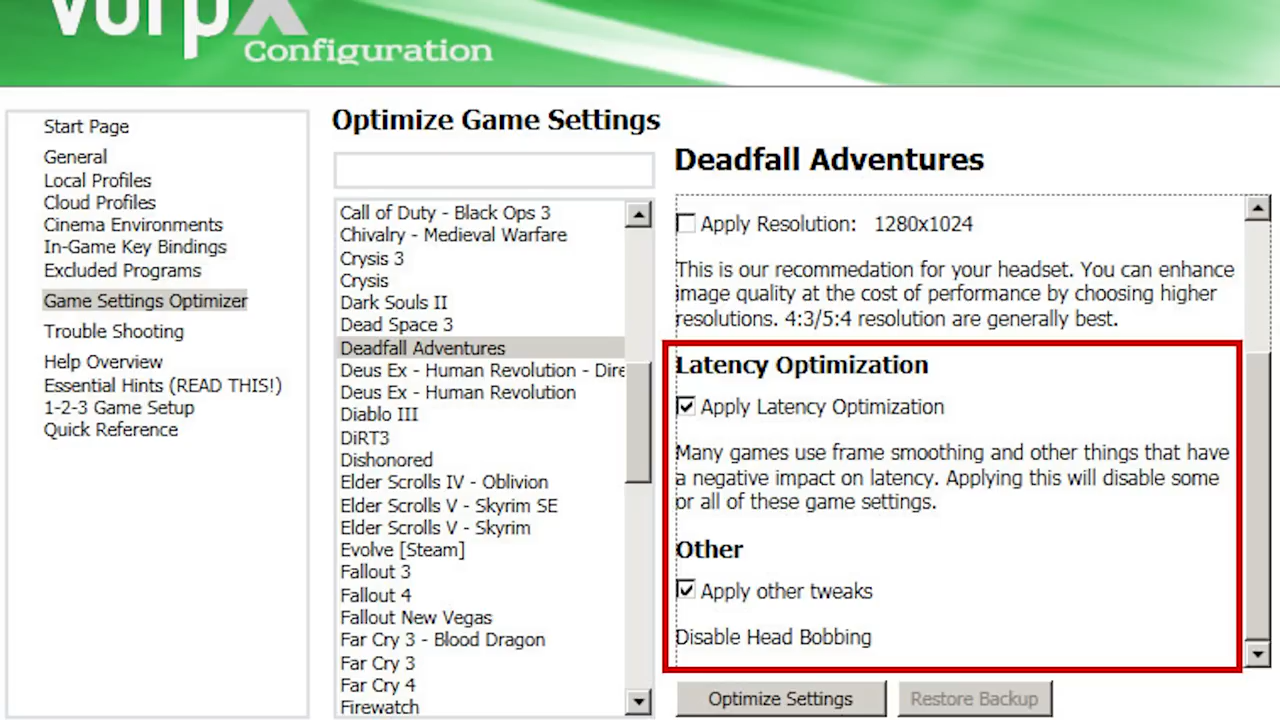 vorpX
Configuration
Start Page
General
Local Profiles
Cloud Profiles
Cinema Environments
In-Game Key Bindings
Excluded Programs
Game Settings Optimizer
Trouble Shooting
Help Overview
Essential Hints (READ THIS!)
1-2-3 Game Setup
Quick Reference
Optimize Game Settings
Call of Duty - Black Ops 3
Chivalry - Medieval Warfare
Crysis 3
Crysis
Dark Souls II
Dead Space 3
Deadfall Adventures
Deus Ex - Human Revolution - Dire
Deus Ex - Human Revolution
Diablo III
DiRT3
Dishonored
Elder Scrolls IV - Oblivion
Elder Scrolls V - Skyrim SE
Elder Scrolls V - Skyrim
Evolve [Steam]
Fallout 3
Fallout 4
Fallout New Vegas
Far Cry 3 - Blood Dragon
Far Cry 3
Far Cry 4
Firewatch
Deadfall Adventures
Apply Resolution: 1280x1024
This is our recommedation for your headset. You can enhance
image quality at the cost of performance by choosing higher
resolutions. 4:3/5:4 resolution are generally best.
Latency Optimization
Apply Latency Optimization
Many games use frame smoothing and other things that have
a negative impact on latency. Applying this will disable some
or all of these game settings.
Other
Apply other tweaks
Disable Head Bobbing
Optimize Settings
Restore Backup